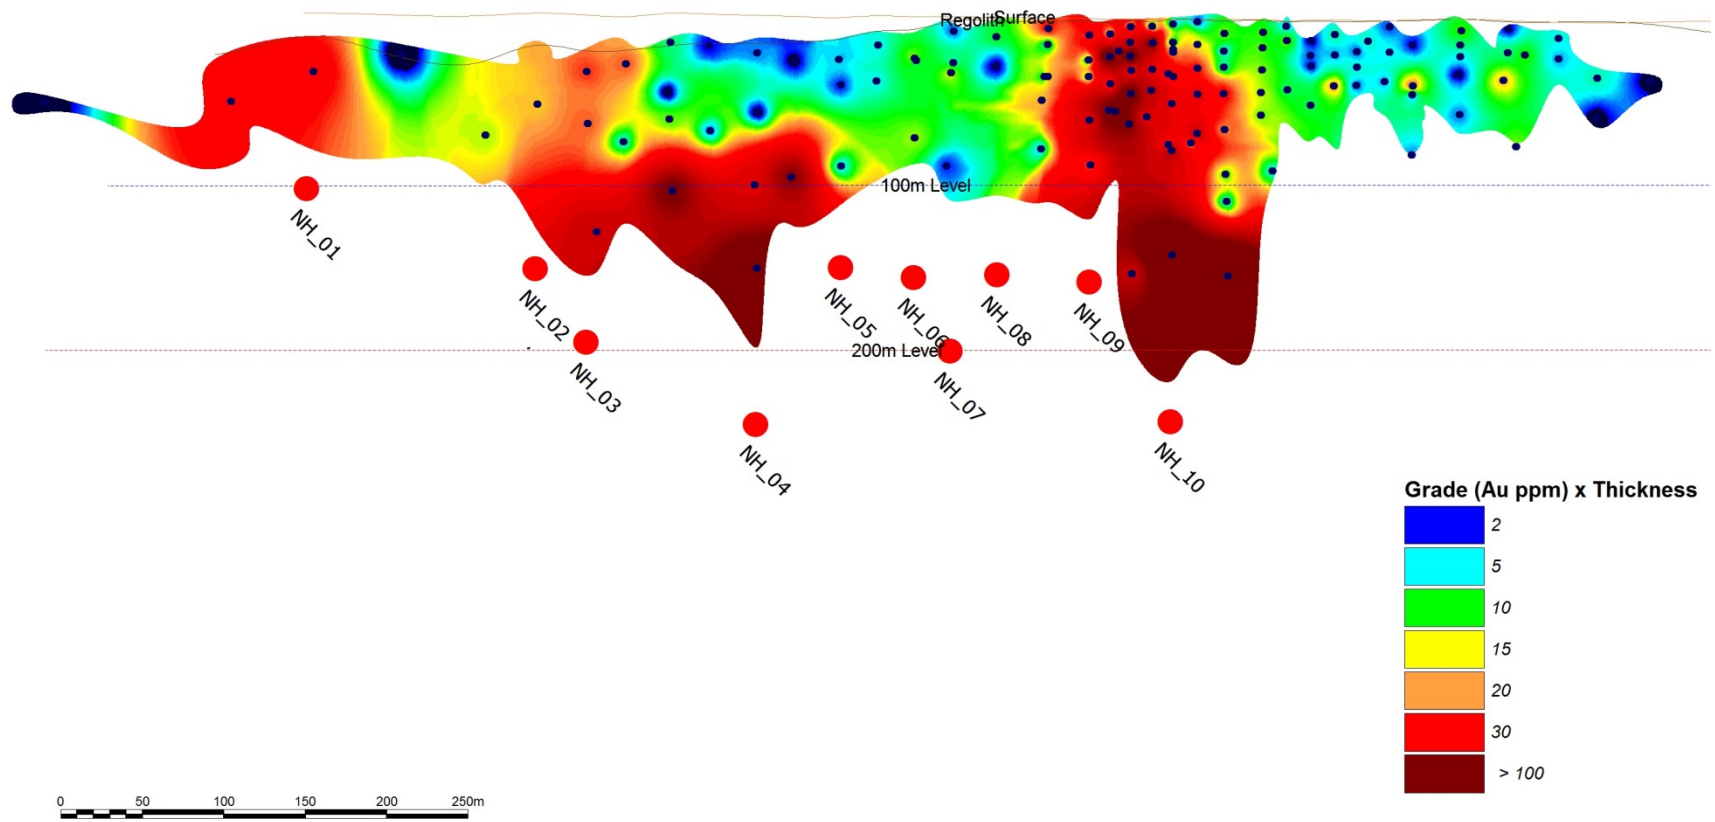 Regolith
Surface
100m Level
NH_01
NH_02
NH_05
NH_06
NH_08
NH_09
200m Level
NH_03
NH_07
NH_04
NH_10
Grade (Au ppm) x Thickness
2
5
10
15
20
30
> 100
0 50 100 150 200 250m